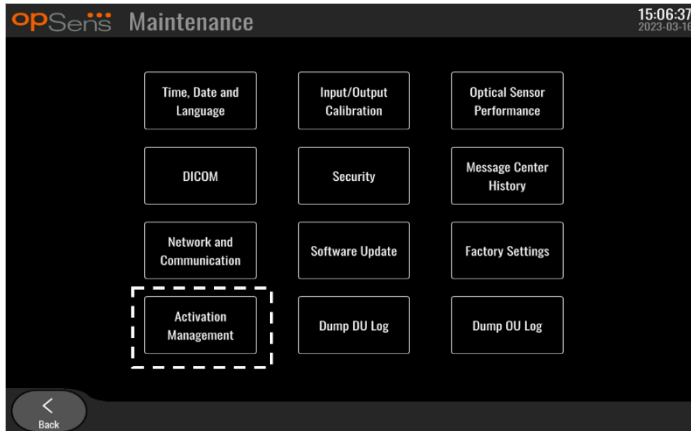 opSens Maintenance
15:06:37
2023-03-16
Time, Date and
Language
Input/Output
Calibration
Optical Sensor
Performance
DICOM
Security
Message Center
History
Network and
Communication
Software Update
Factory Settings
Activation
Management
Dump DU Log
Dump OU Log
Back